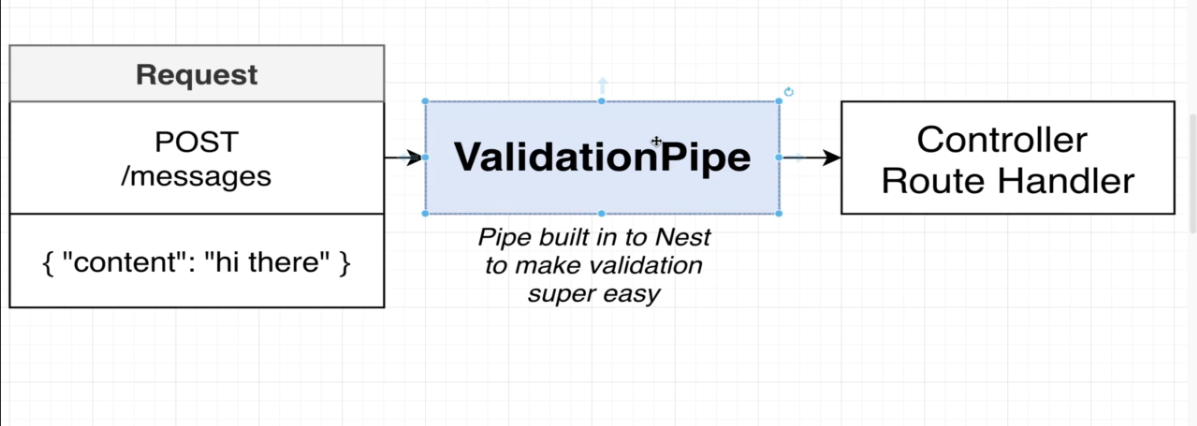 Request
POST
/messages
{ "content": "hi there" }
ValidationPipe
Pipe built in to Nest
to make validation
super easy
Controller
Route Handler